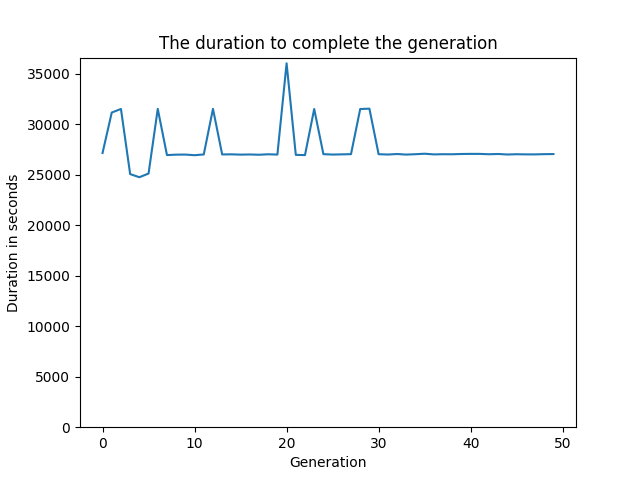 The duration to complete the generation
35000
30000
25000
20000
15000
10000
5000
0
Duration in seconds
0 10 20 30 40 50
Generation